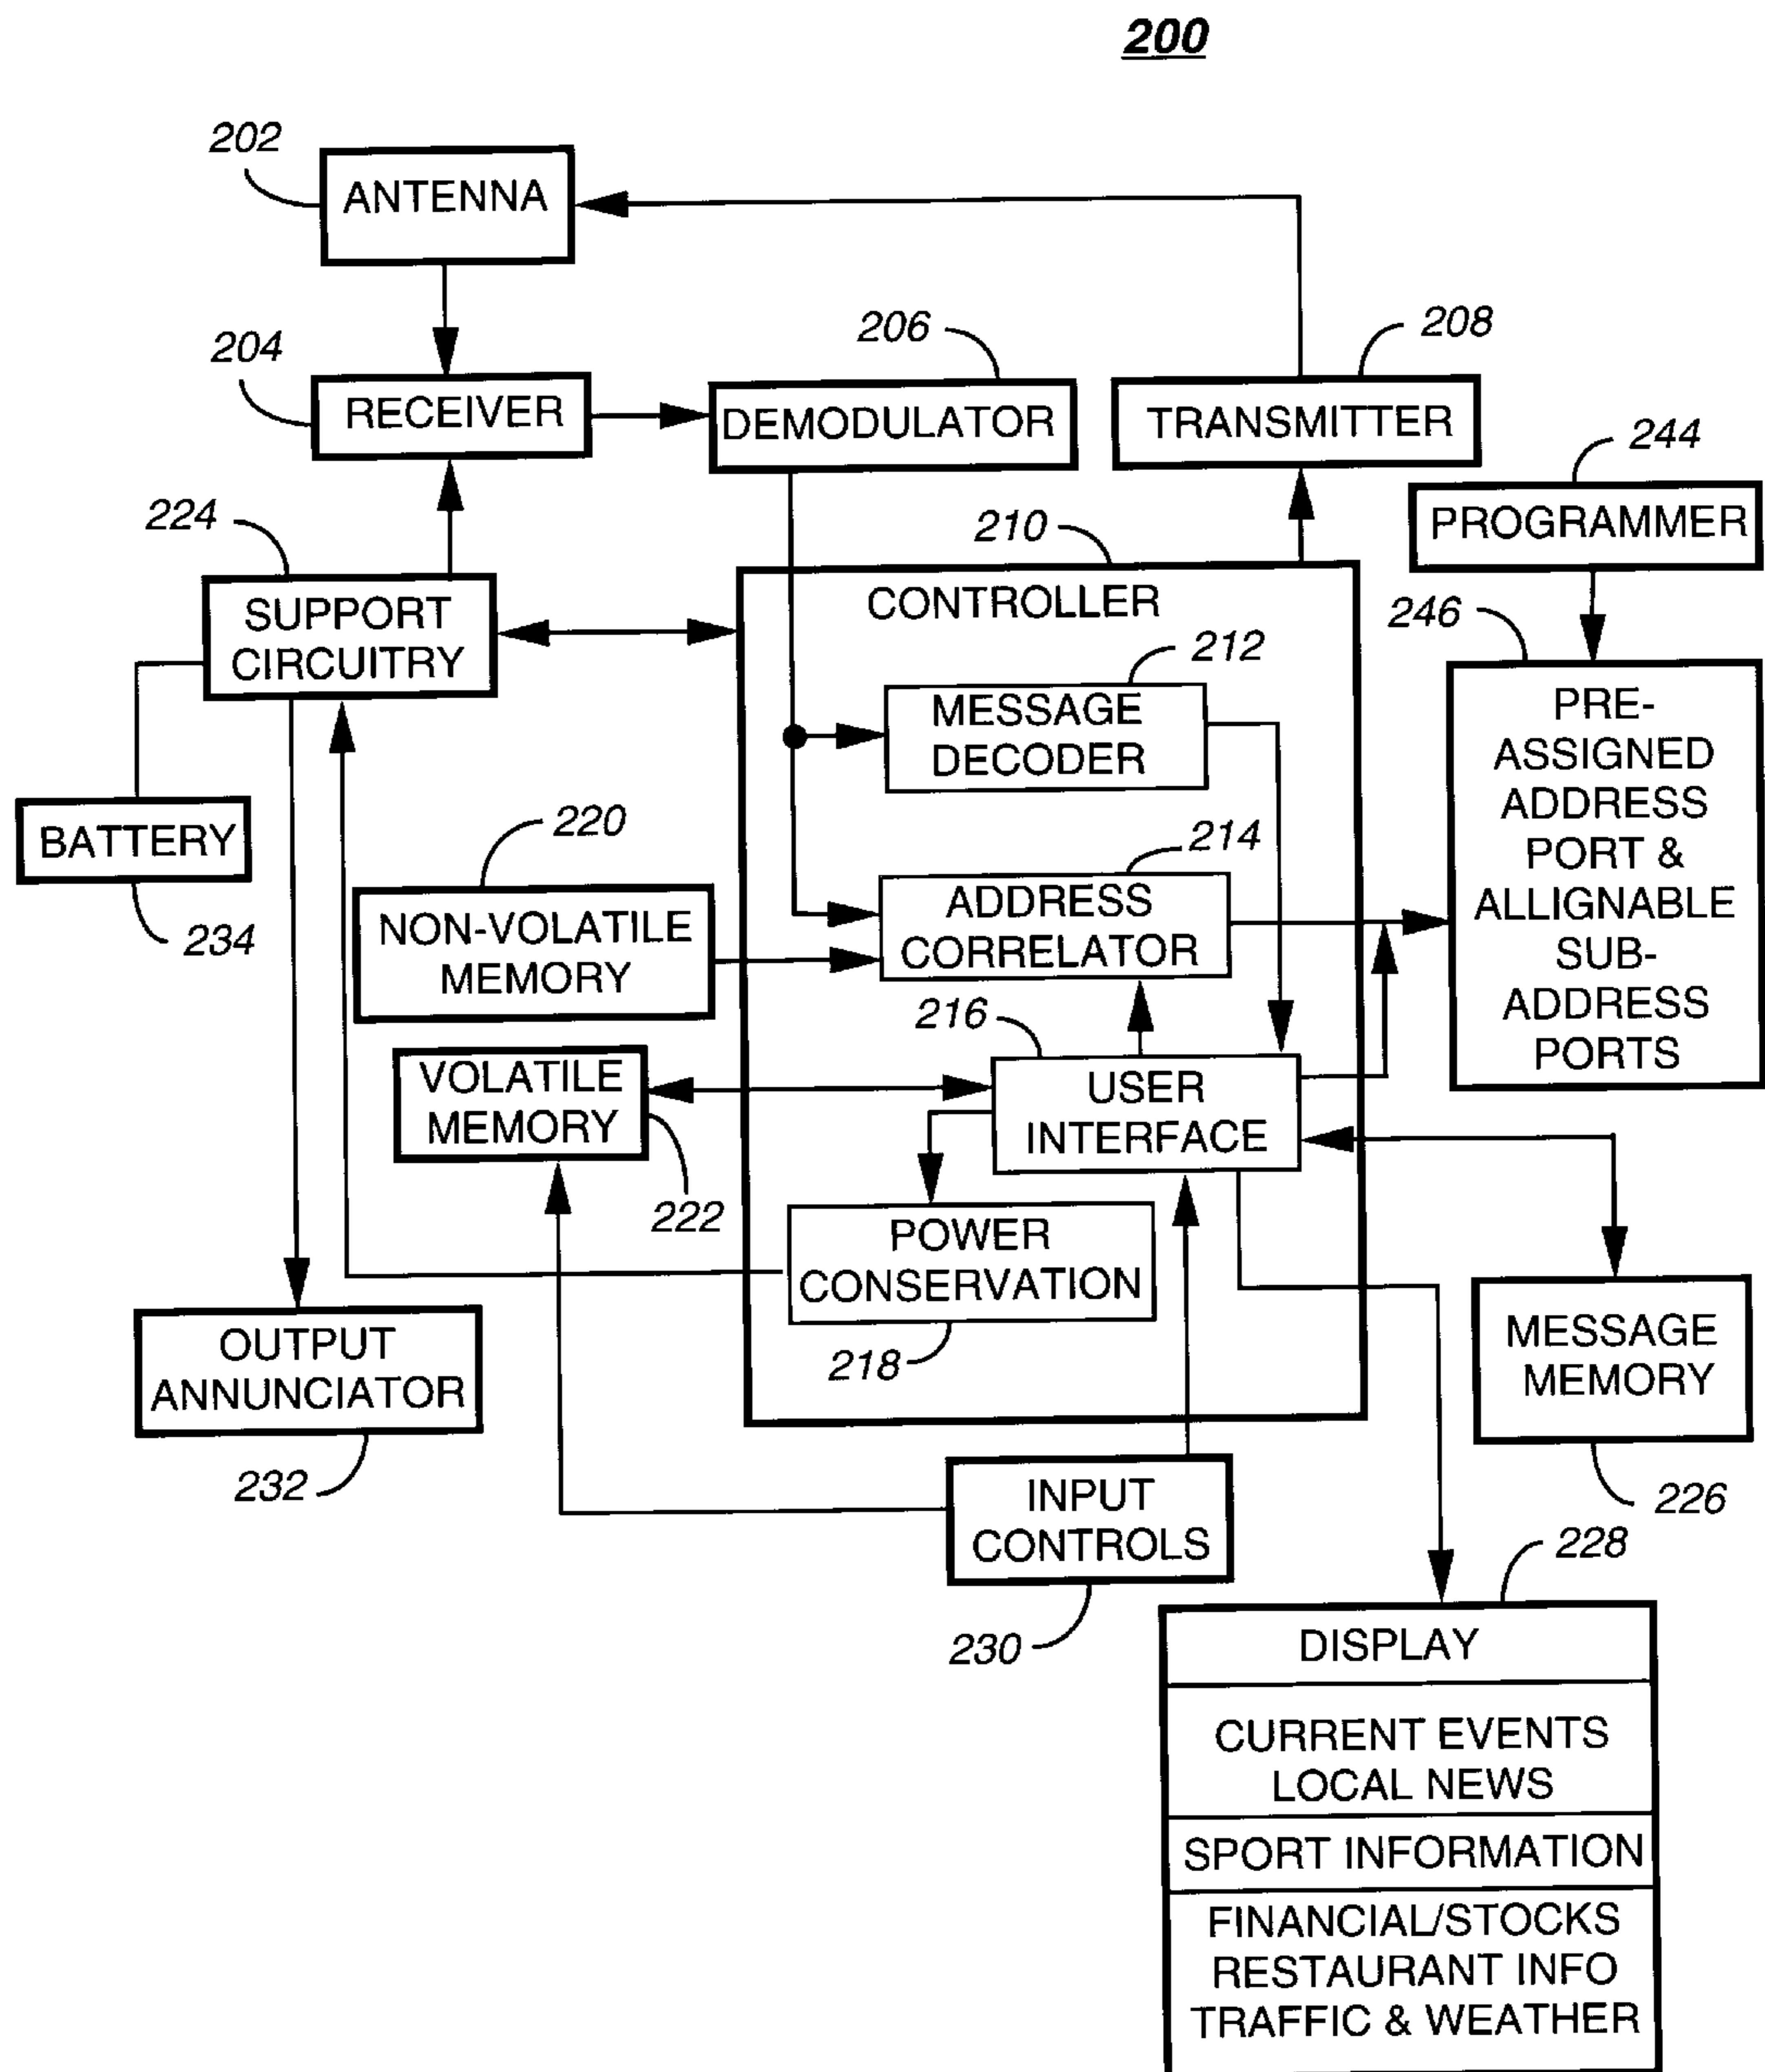 200
202
ANTENNA
206
208
204
RECEIVER
DEMODULATOR
TRANSMITTER
244
PROGRAMMER
224
210
SUPPORT
CIRCUITRY
CONTROLLER
246
212
MESSAGE
DECODER
PRE-
ASSIGNED
ADDRESS
PORT &
ALLIGNABLE
SUB-
ADDRESS
PORTS
BATTERY
234
220
214
NON-VOLATILE
MEMORY
ADDRESS
CORRELATOR
216
VOLATILE
MEMORY
222
USER
INTERFACE
POWER
CONSERVATION
218
OUTPUT
ANNUNCIATOR
232
MESSAGE
MEMORY
226
INPUT
CONTROLS
230
228
DISPLAY
CURRENT EVENTS
LOCAL NEWS
SPORT INFORMATION
FINANCIAL/STOCKS
RESTAURANT INFO
TRAFFIC & WEATHER